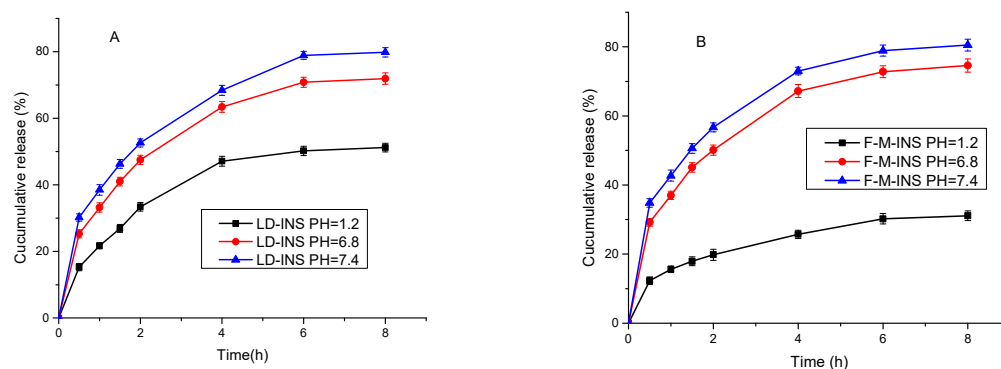 A
Cucumulative release (%)
80
60
40
20
0
LD-INS PH=1.2
LD-INS PH=6.8
LD-INS PH=7.4
0 2 4 6 8
Time(h)
B
Cucumulative release (%)
80
60
40
20
0
F-M-INS PH=1.2
F-M-INS PH=6.8
F-M-INS PH=7.4
0 2 4 6 8
Time (h)